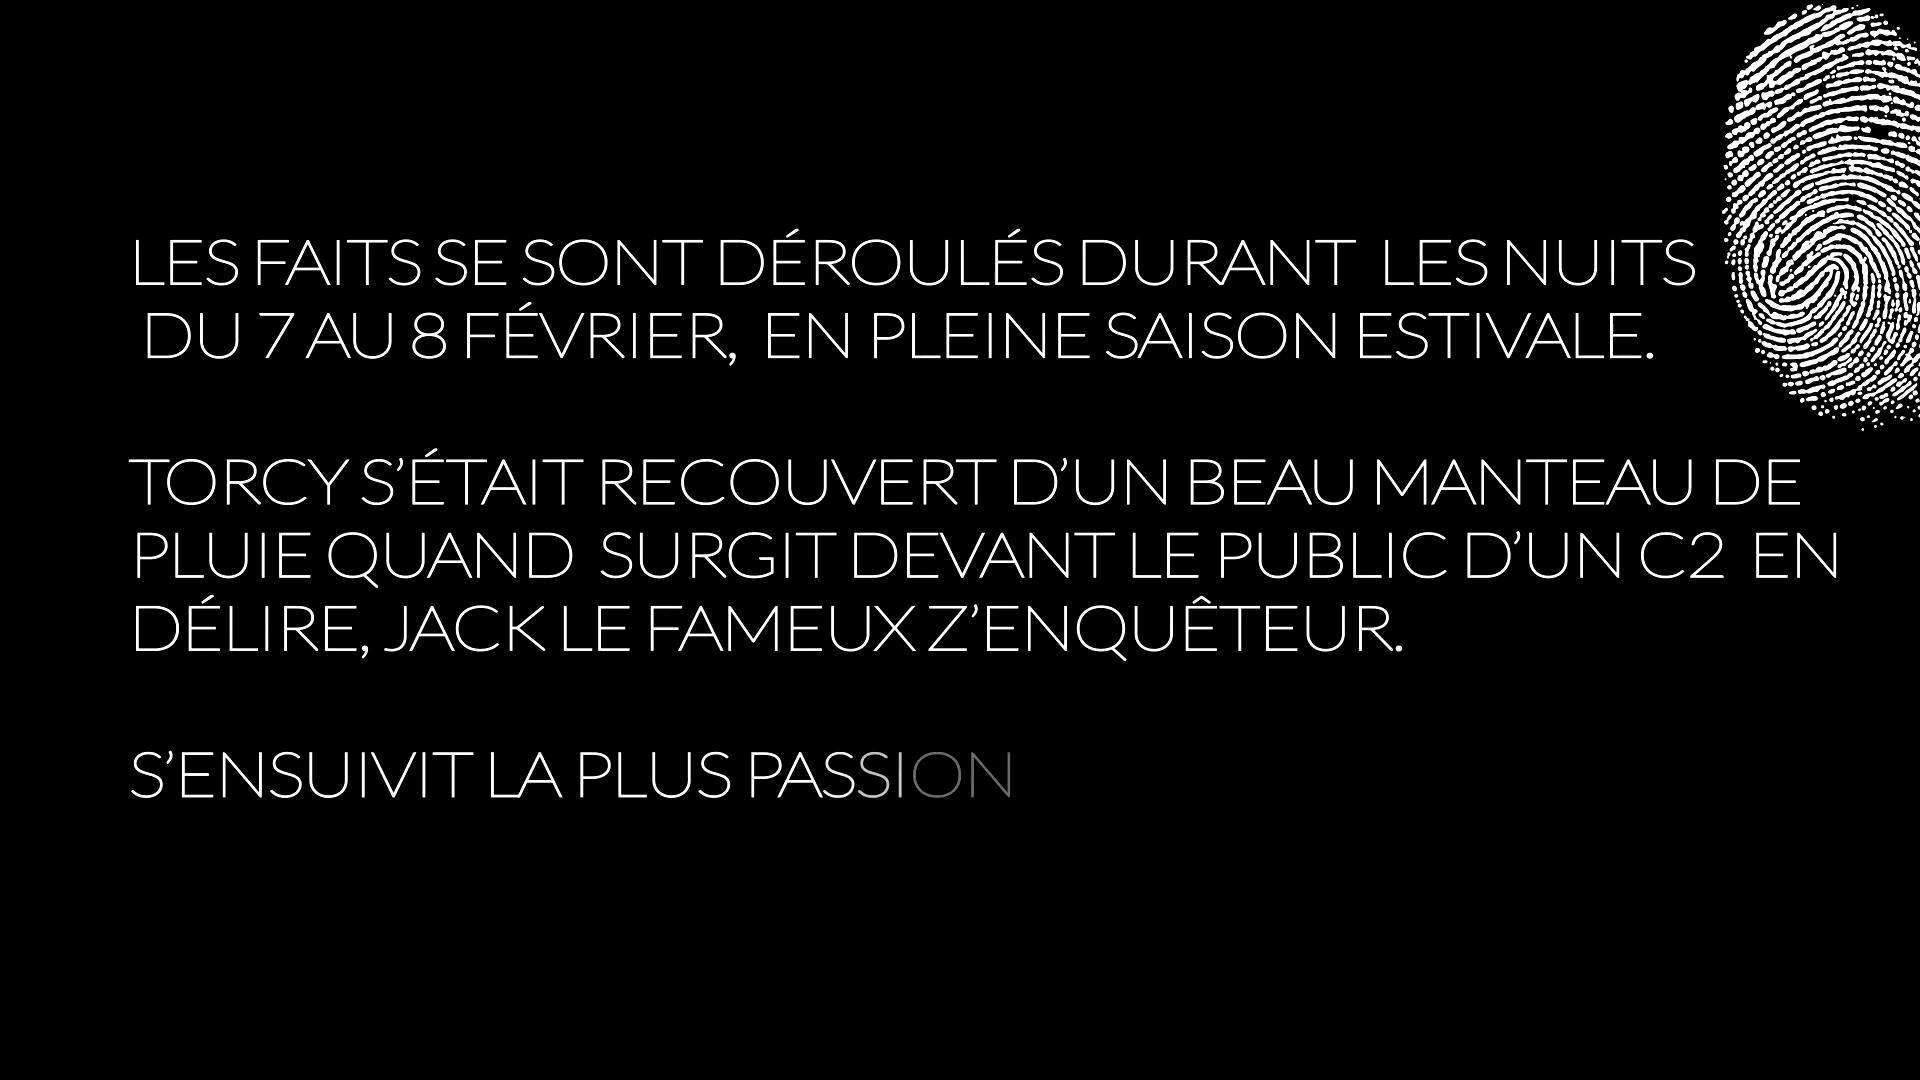 LES FAITS SE SONT DÉROULÉS DURANT LES NUITS
DU 7 AU 8 FÉVRIER, EN PLEINE SAISON ESTIVALE.
TORCY S’ÉTAIT RECOUVERT D’UN BEAU MANTEAU DE
PLUIE QUAND SURGIT DEVANT LE PUBLIC D’UN C2 EN
DÉLIRE, JACK LE FAMEUX Z’ENQUÊTEUR.
S’ENSUIVIT LA PLUS PASSION